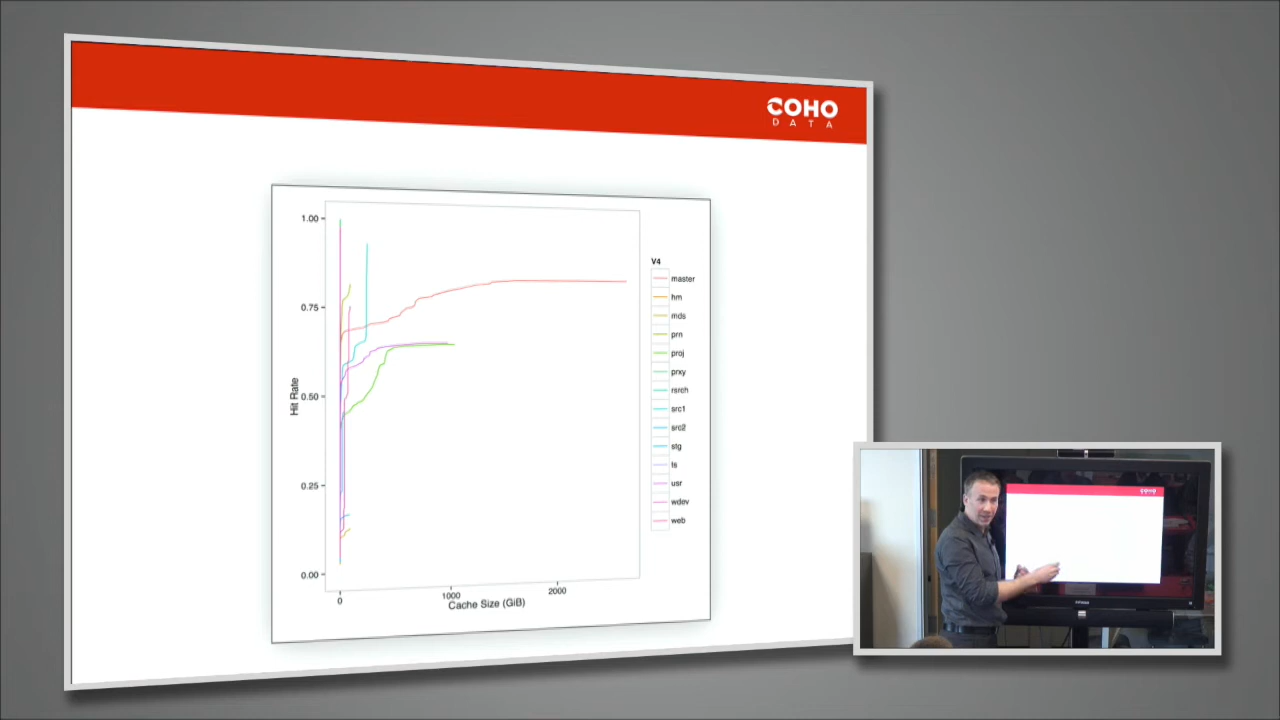 COHO
DATA
1.00
0.75
0.50
0.25
0.00
Hit Rate
0
1000
2000
Cache Size (GiB)
V4
master
hm
mds
prn
proj
prxy
rsrch
src1
src2
stg
ts
usr
wdev
web
COHO